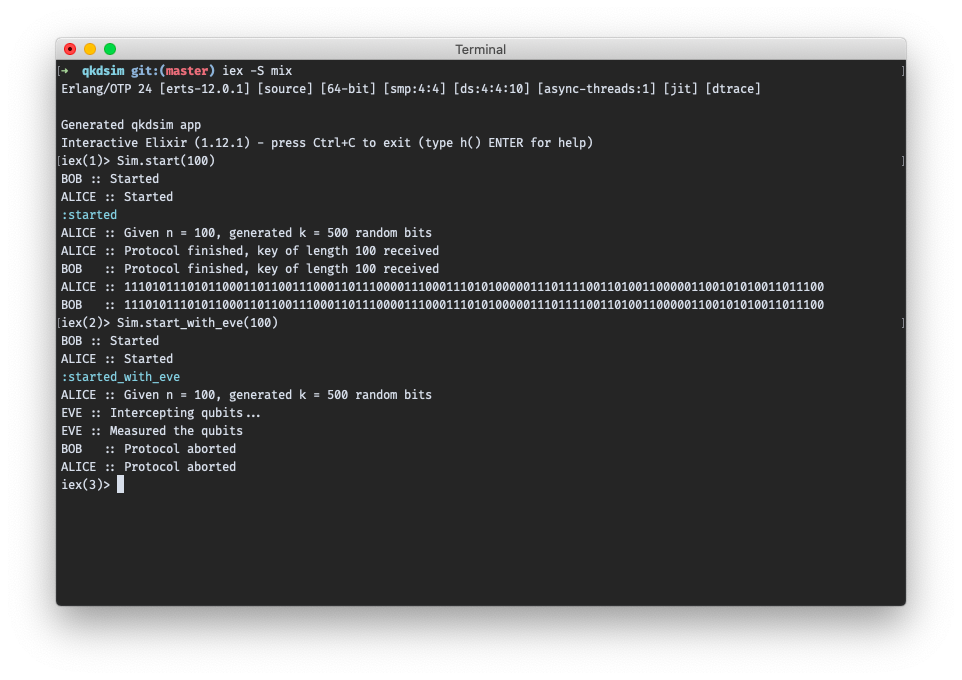 Terminal
[➜ qkdsim git:(master) iex -S mix ]
Erlang/OTP 24 [erts-12.0.1] [source] [64-bit] [smp:4:4] [ds:4:4:10] [async-threads:1] [jit] [dtrace]
Generated qkdsim app
Interactive Elixir (1.12.1) - press Ctrl+C to exit (type h() ENTER for help)
[iex(1)> Sim.start(100) ]
BOB :: Started
ALICE :: Started
:started
ALICE :: Given n = 100, generated k = 500 random bits
ALICE :: Protocol finished, key of length 100 received
BOB   :: Protocol finished, key of length 100 received
ALICE :: 1110101110101100011011001110001101110000111000111010100000111011110011010011000001100101010011011100
BOB   :: 1110101110101100011011001110001101110000111000111010100000111011110011010011000001100101010011011100
[iex(2)> Sim.start_with_eve(100) ]
BOB :: Started
ALICE :: Started
:started_with_eve
ALICE :: Given n = 100, generated k = 500 random bits
EVE :: Intercepting qubits...
EVE :: Measured the qubits
BOB   :: Protocol aborted
ALICE :: Protocol aborted
iex(3)>